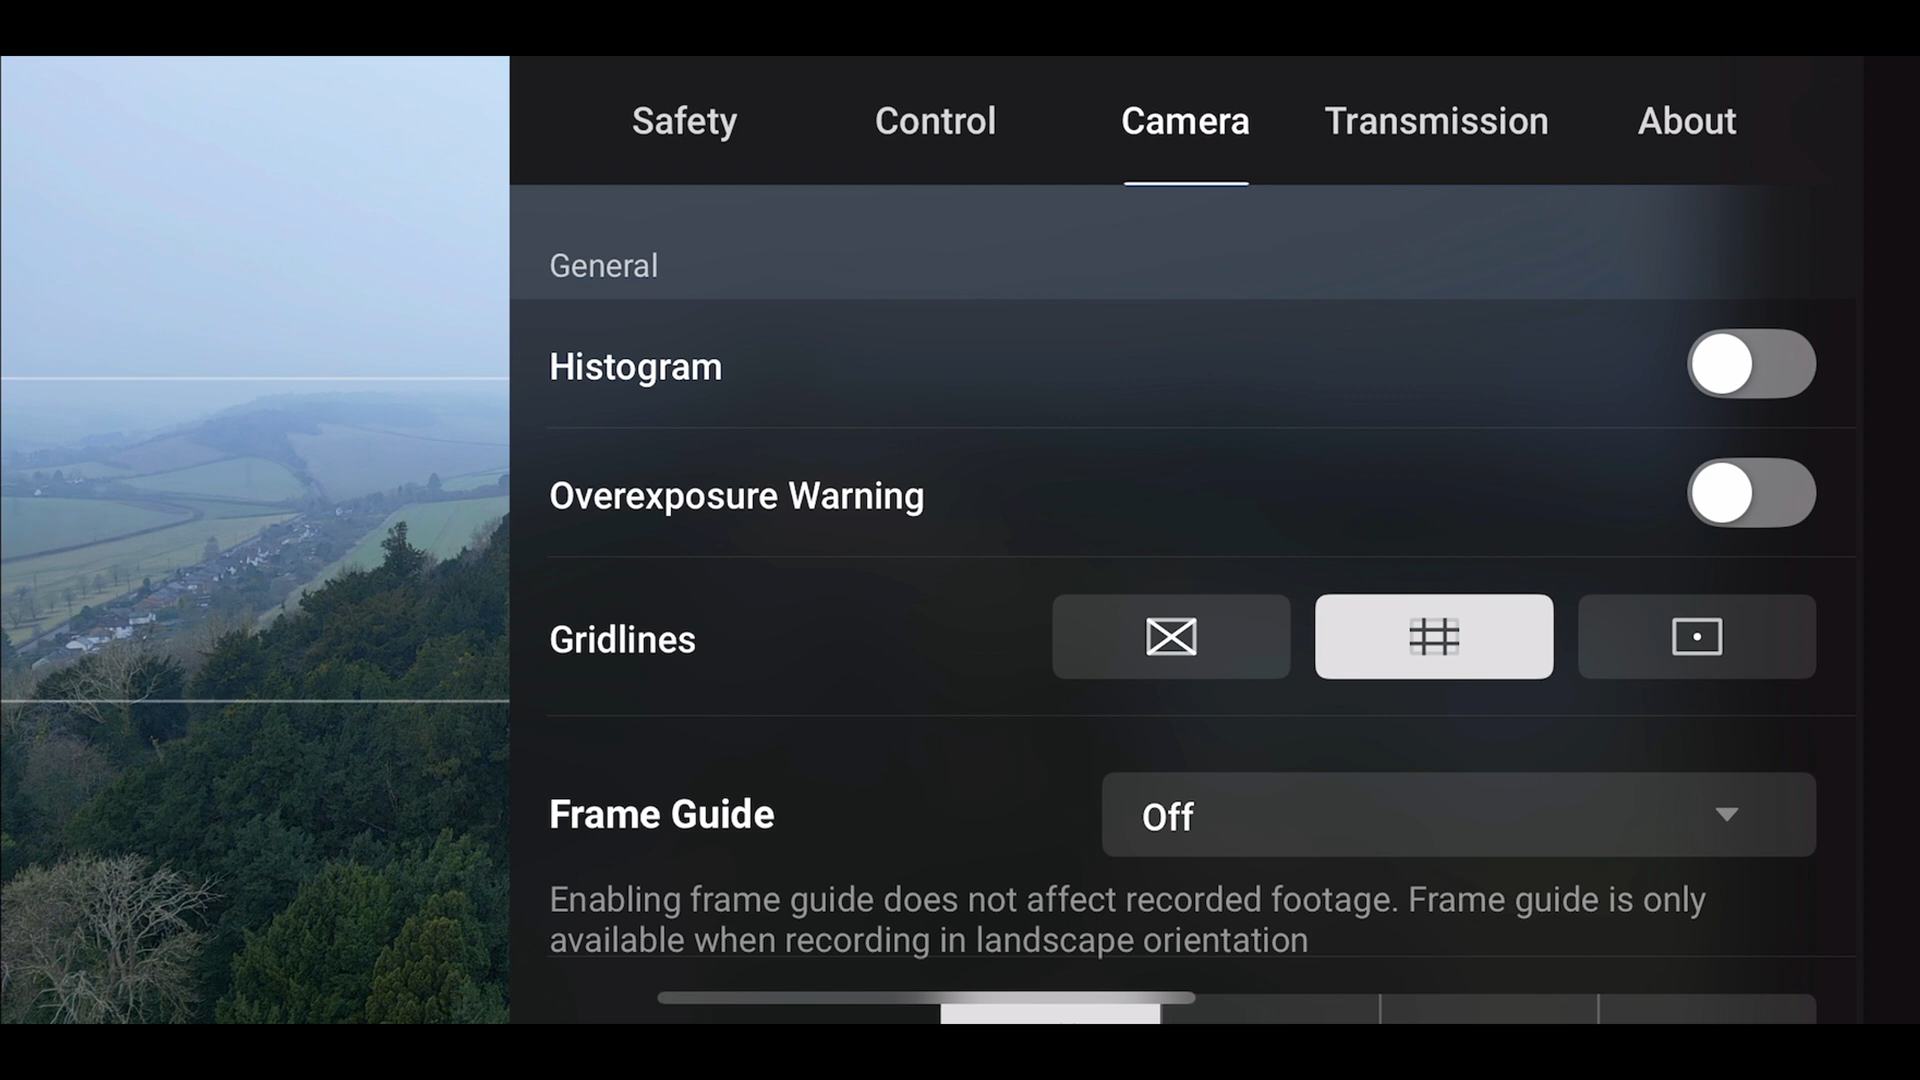 Safety Control Camera Transmission About
General
Histogram
Overexposure Warning
Gridlines
Frame Guide Off
Enabling frame guide does not affect recorded footage. Frame guide is only
available when recording in landscape orientation